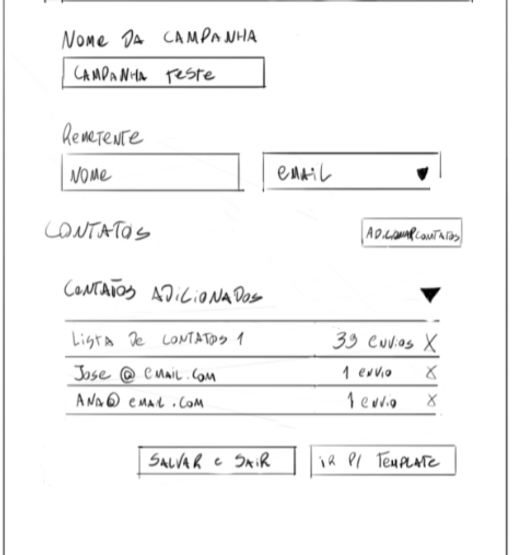 Nome DA CAMPANHA
CAMPANHA Teste
Remetente
Nome
email
CONTATOS
ADICIONAR CONTATOS
CONTATOS ADICIONADOS
Lista De CONTATOS 1 39 envios X
Jose @ email.com 1 envio X
ANA@ email.com 1 envio X
SALVAR e SAIR
iR P/ TEMPLATE